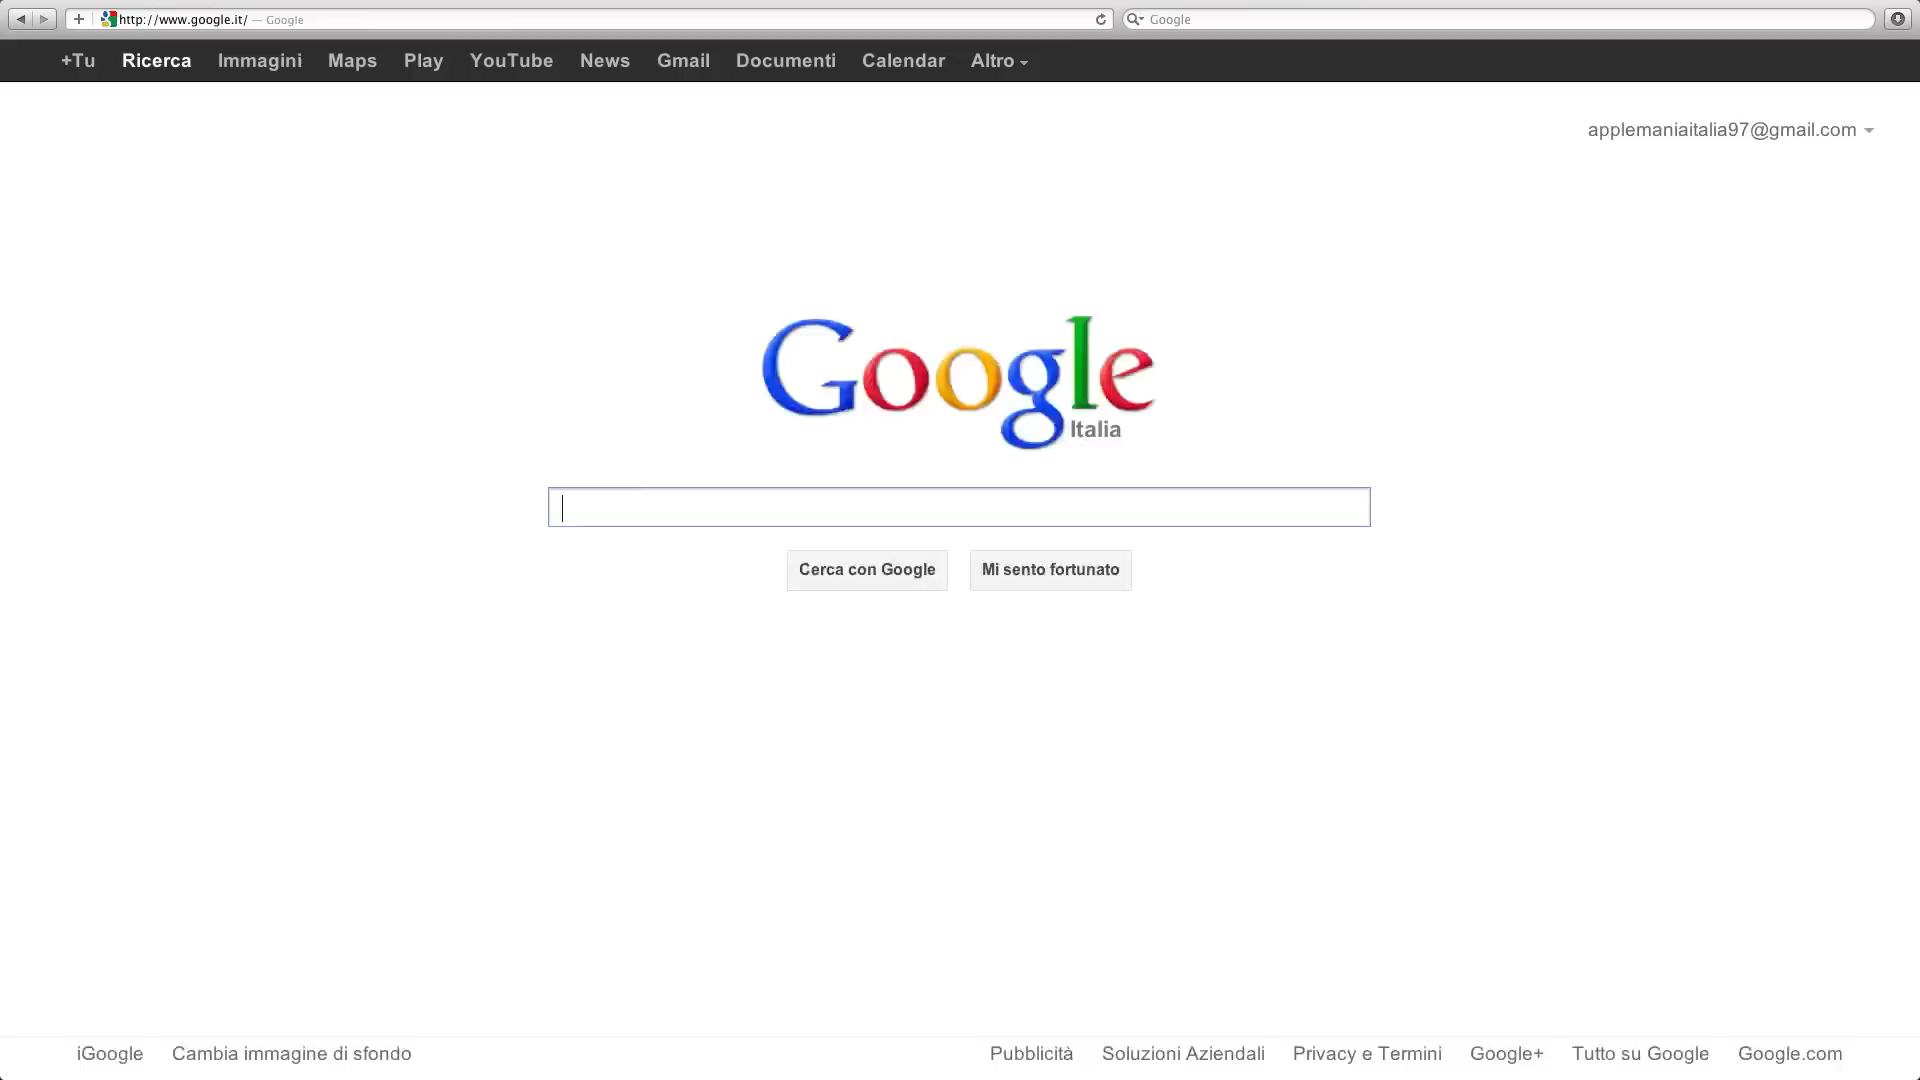 http://www.google.it/ — Google
Google
+Tu Ricerca Immagini Maps Play YouTube News Gmail Documenti Calendar Altro
applemaniaitalia97@gmail.com
Google
Italia
Cerca con Google Mi sento fortunato
iGoogle Cambia immagine di sfondo Pubblicità Soluzioni Aziendali Privacy e Termini Google+ Tutto su Google Google.com